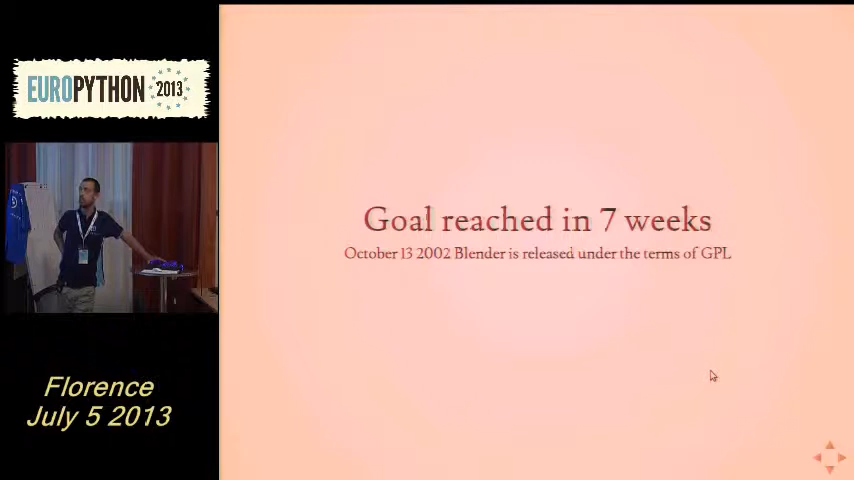 EUROPYTHON 2013
Florence
July 5 2013
Goal reached in 7 weeks
October 13 2002 Blender is released under the terms of GPL